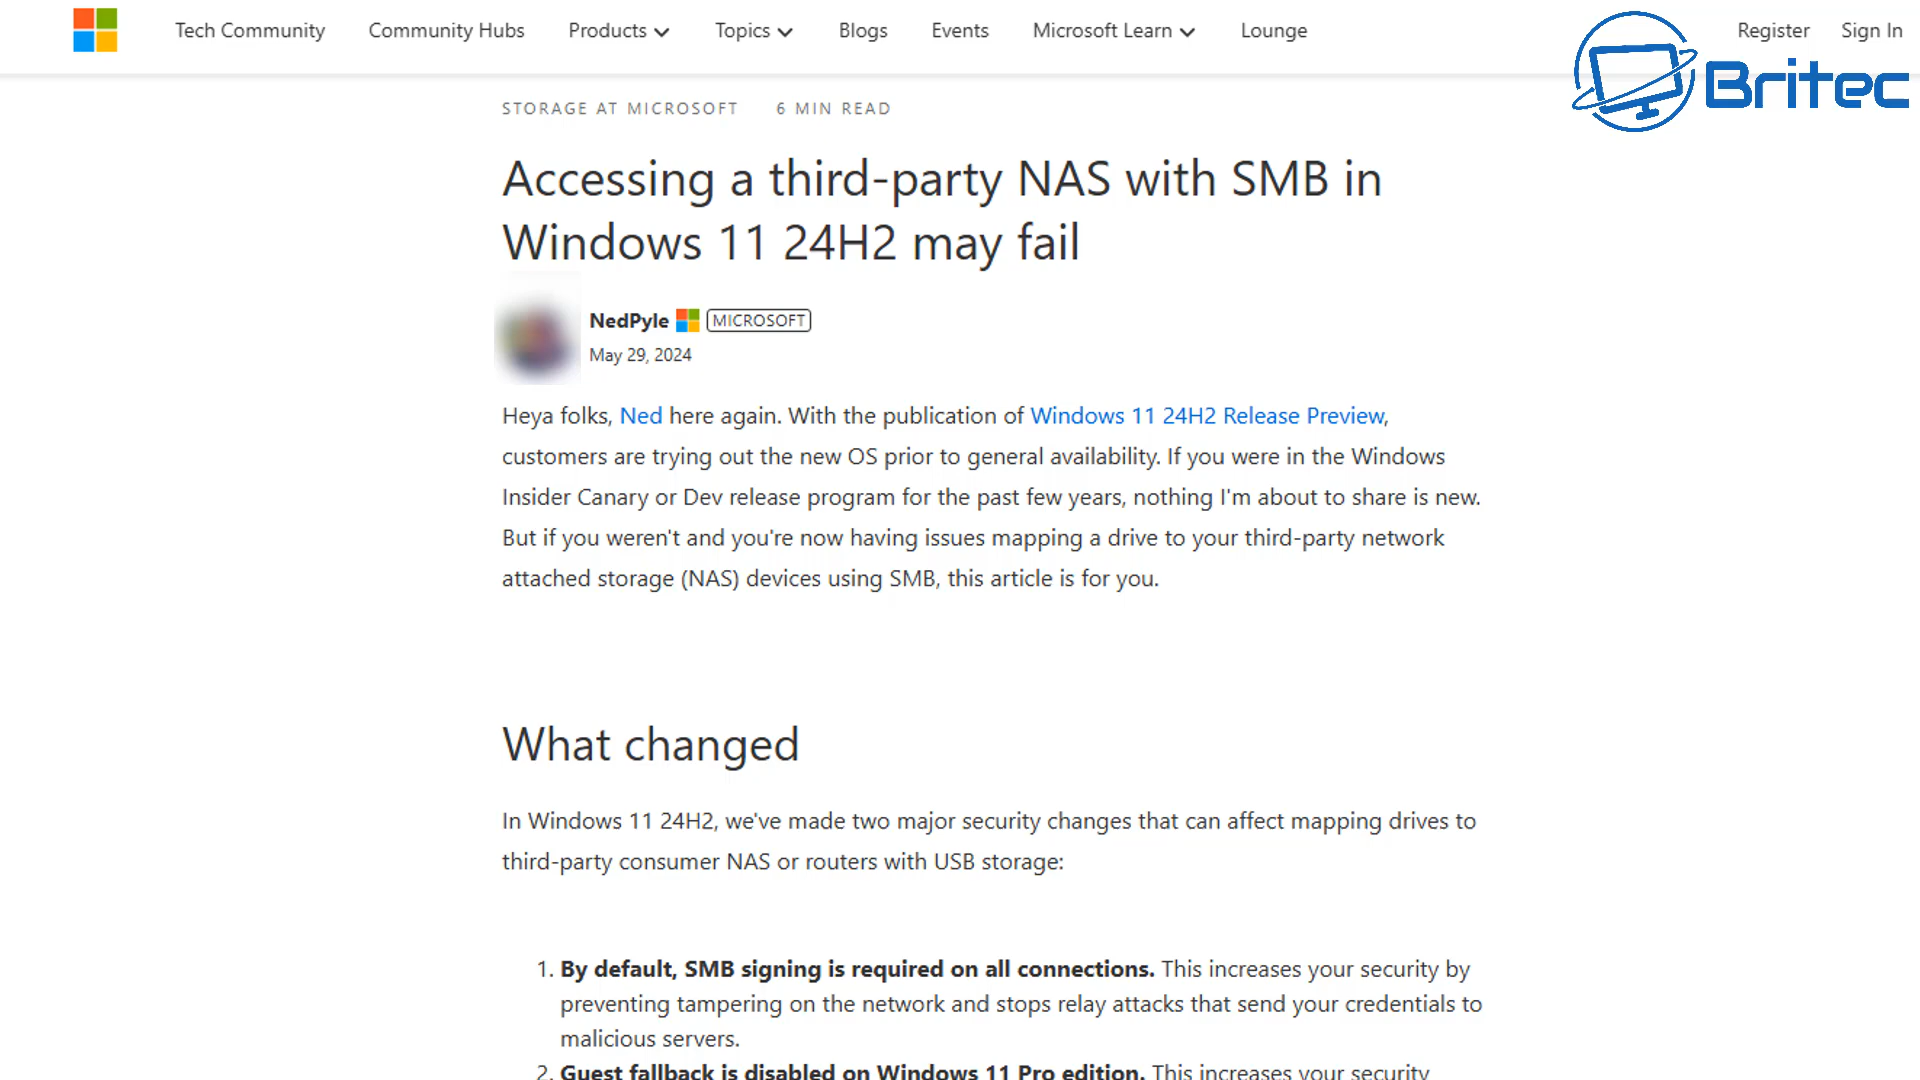 Tech Community Community Hubs Products Topics Blogs Events Microsoft Learn Lounge Register Sign In
Britec
STORAGE AT MICROSOFT 6 MIN READ
Accessing a third-party NAS with SMB in
Windows 11 24H2 may fail
NedPyle MICROSOFT
May 29, 2024
Heya folks, Ned here again. With the publication of Windows 11 24H2 Release Preview,
customers are trying out the new OS prior to general availability. If you were in the Windows
Insider Canary or Dev release program for the past few years, nothing I'm about to share is new.
But if you weren't and you're now having issues mapping a drive to your third-party network
attached storage (NAS) devices using SMB, this article is for you.
What changed
In Windows 11 24H2, we've made two major security changes that can affect mapping drives to
third-party consumer NAS or routers with USB storage:
1. By default, SMB signing is required on all connections. This increases your security by
preventing tampering on the network and stops relay attacks that send your credentials to
malicious servers.
2. Guest fallback is disabled on Windows 11 Pro edition. This increases your security